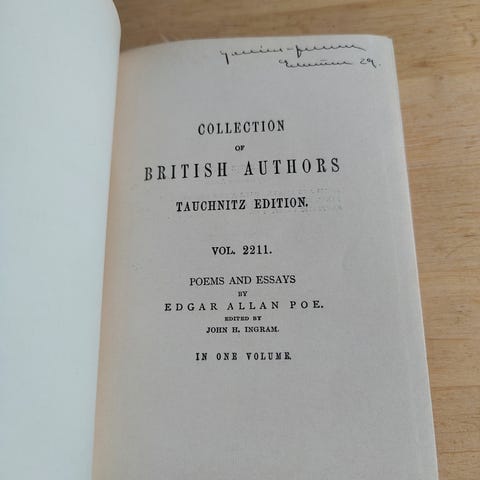 29.
COLLECTION
OF
BRITISH AUTHORS
TAUCHNITZ EDITION.
VOL. 2211.
POEMS AND ESSAYS
BY
EDGAR ALLAN POE.
EDITED BY
JOHN H. INGRAM.
IN ONE VOLUME.